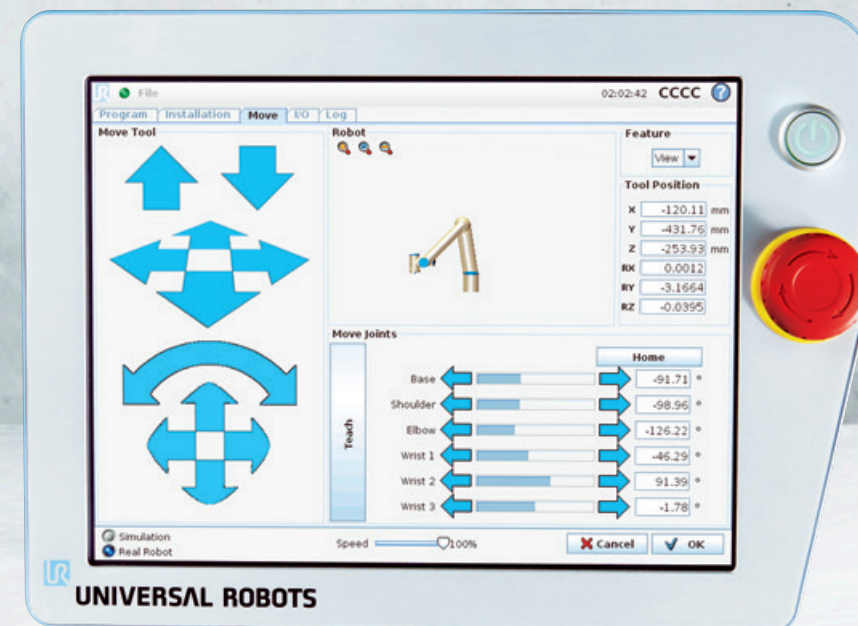 UR File 02:02:42 CCCC ?
Program Installation Move I/O Log
Move Tool
Robot
Feature
View
Tool Position
X -120.11 mm
Y -431.76 mm
Z -253.93 mm
RX 0.0012
RY -3.1664
RZ -0.0395
Move Joints
Home
Teach
Base -91.71 °
Shoulder -98.96 °
Elbow -126.22 °
Wrist 1 -46.29 °
Wrist 2 91.39 °
Wrist 3 -1.78 °
Simulation
Real Robot
Speed 100%
Cancel OK
UR
UNIVERSAL ROBOTS